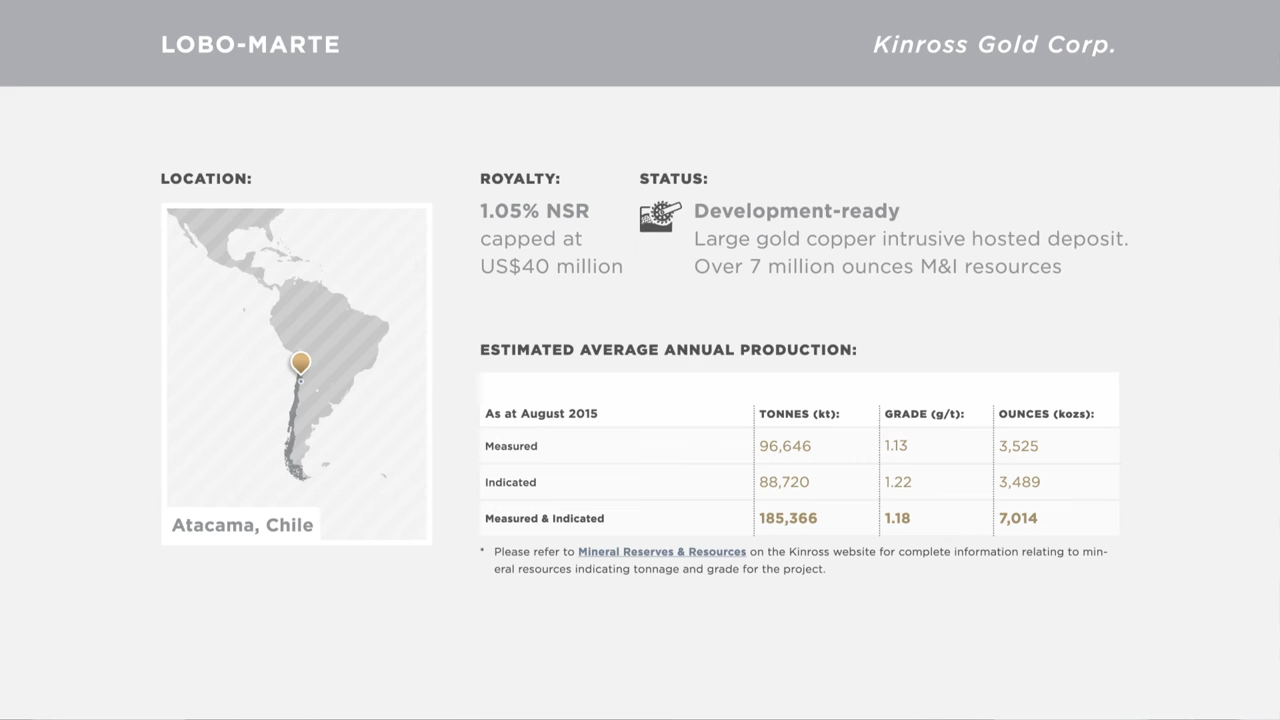 LOBO-MARTE
Kinross Gold Corp.
LOCATION:
Atacama, Chile
ROYALTY:
1.05% NSR
capped at
US$40 million
STATUS:
Development-ready
Large gold copper intrusive hosted deposit.
Over 7 million ounces M&I resources
ESTIMATED AVERAGE ANNUAL PRODUCTION:
As at August 2015 TONNES (kt): GRADE (g/t): OUNCES (kozs):
Measured 96,646 1.13 3,525
Indicated 88,720 1.22 3,489
Measured & Indicated 185,366 1.18 7,014
* Please refer to Mineral Reserves & Resources on the Kinross website for complete information relating to min-
eral resources indicating tonnage and grade for the project.